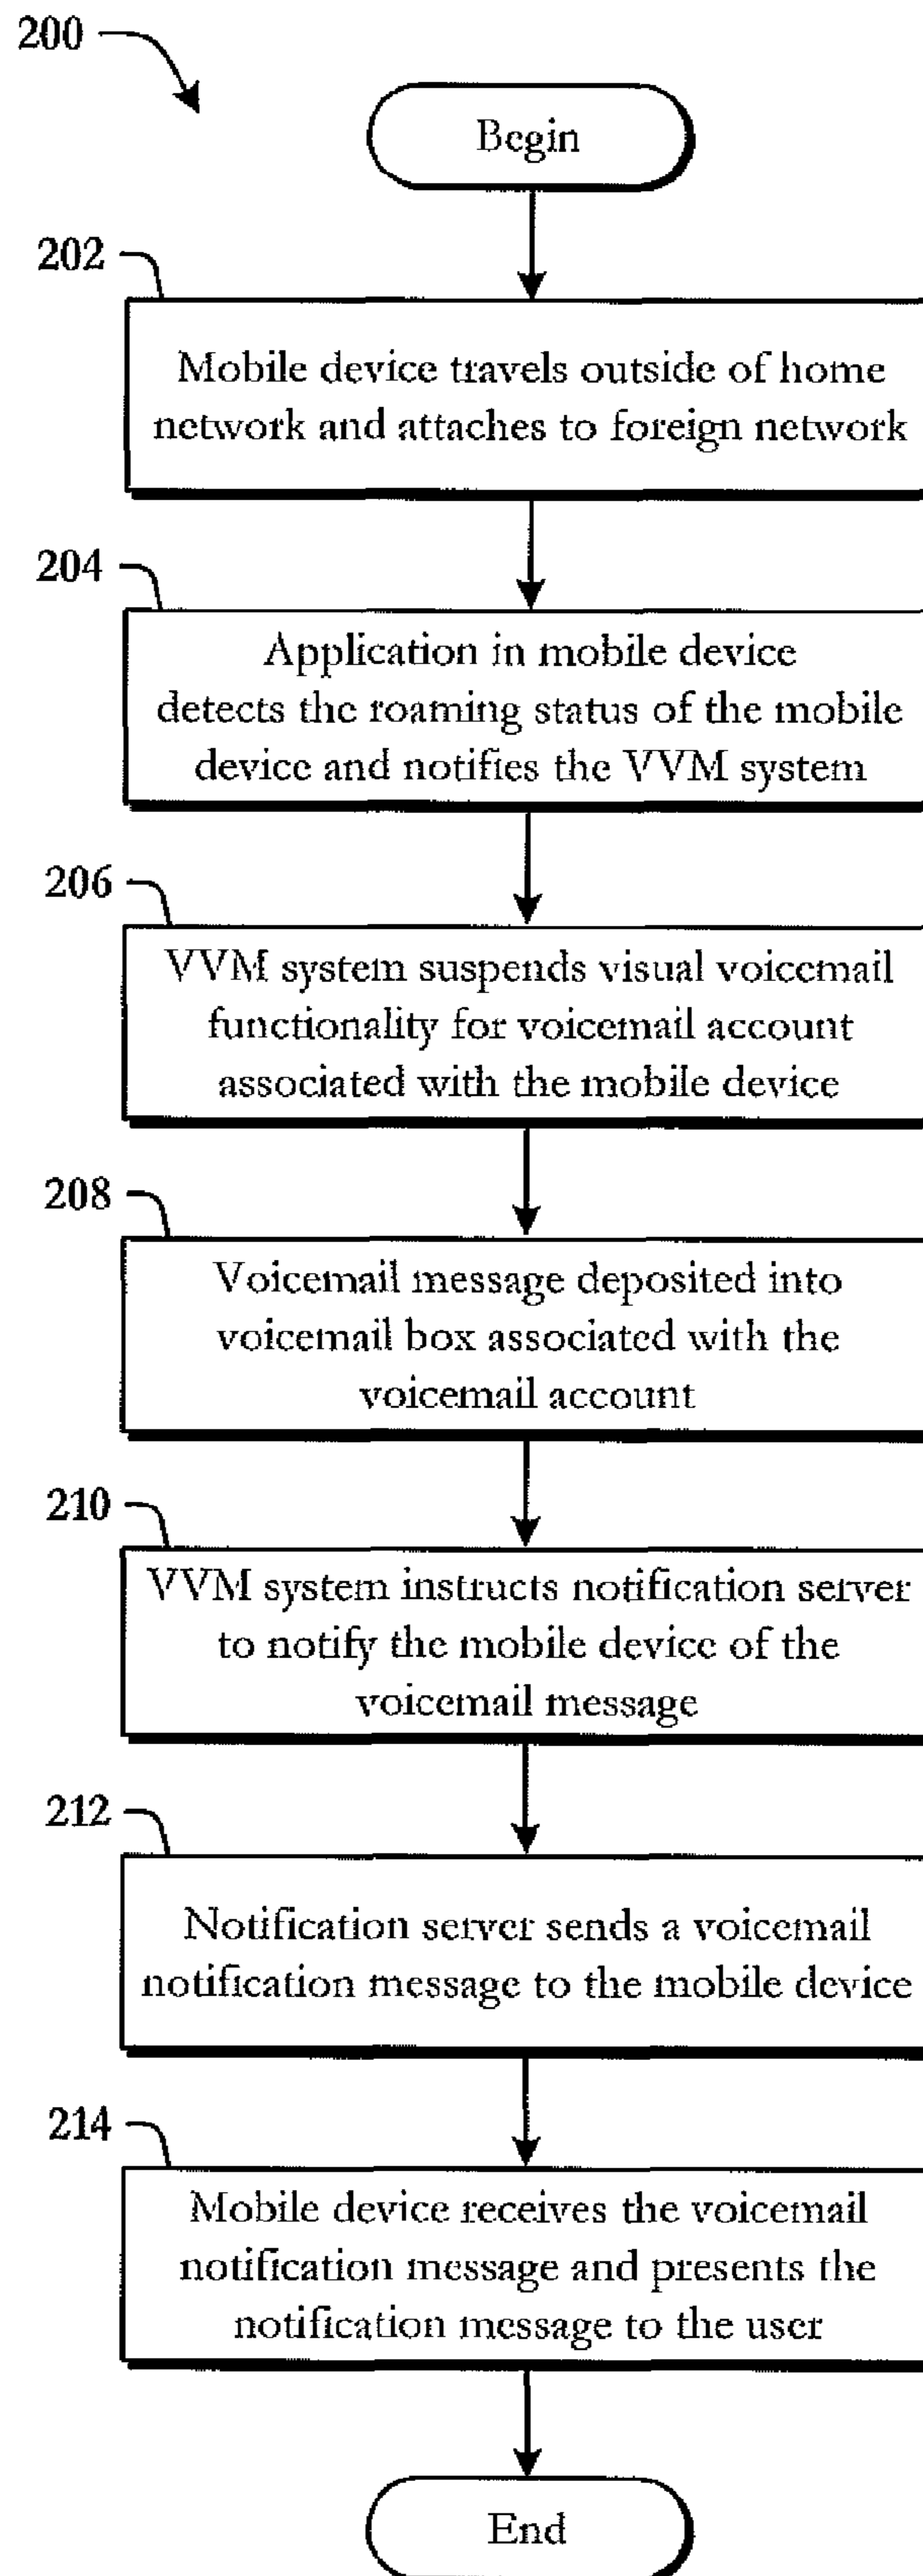 200
Begin
202
Mobile device travels outside of home
network and attaches to foreign network
204
Application in mobile device
detects the roaming status of the mobile
device and notifies the VVM system
206
VVM system suspends visual voicemail
functionality for voicemail account
associated with the mobile device
208
Voicemail message deposited into
voicemail box associated with the
voicemail account
210
VVM system instructs notification server
to notify the mobile device of the
voicemail message
212
Notification server sends a voicemail
notification message to the mobile device
214
Mobile device receives the voicemail
notification message and presents the
notification message to the user
End